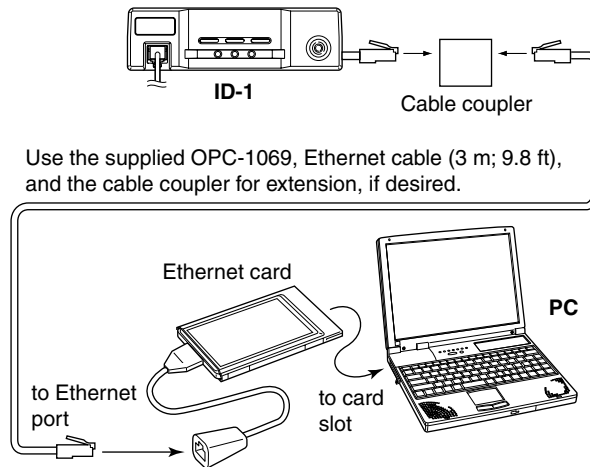 ID-1
Cable coupler
Use the supplied OPC-1069, Ethernet cable (3 m; 9.8 ft),
and the cable coupler for extension, if desired.
Ethernet card
PC
to Ethernet
port
to card
slot